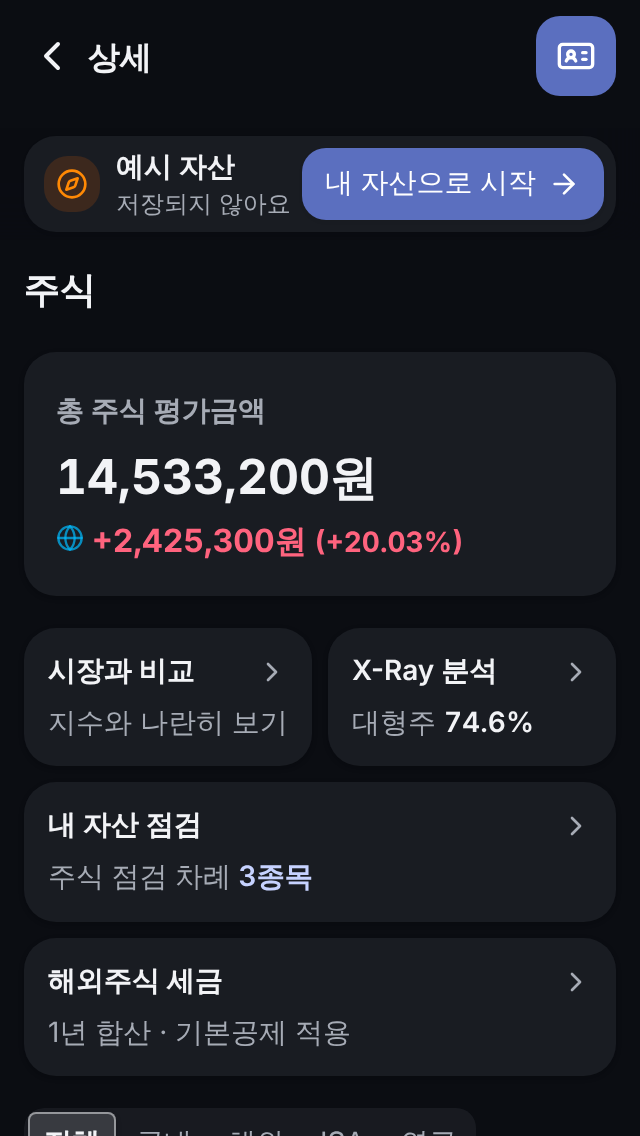 상세
예시 자산
저장되지 않아요
내 자산으로 시작
주식
총 주식 평가금액
14,533,200원
+2,425,300원 (+20.03%)
시장과 비교
지수와 나란히 보기
X-Ray 분석
대형주 74.6%
내 자산 점검
주식 점검 차례 3종목
해외주식 세금
1년 합산 · 기본공제 적용